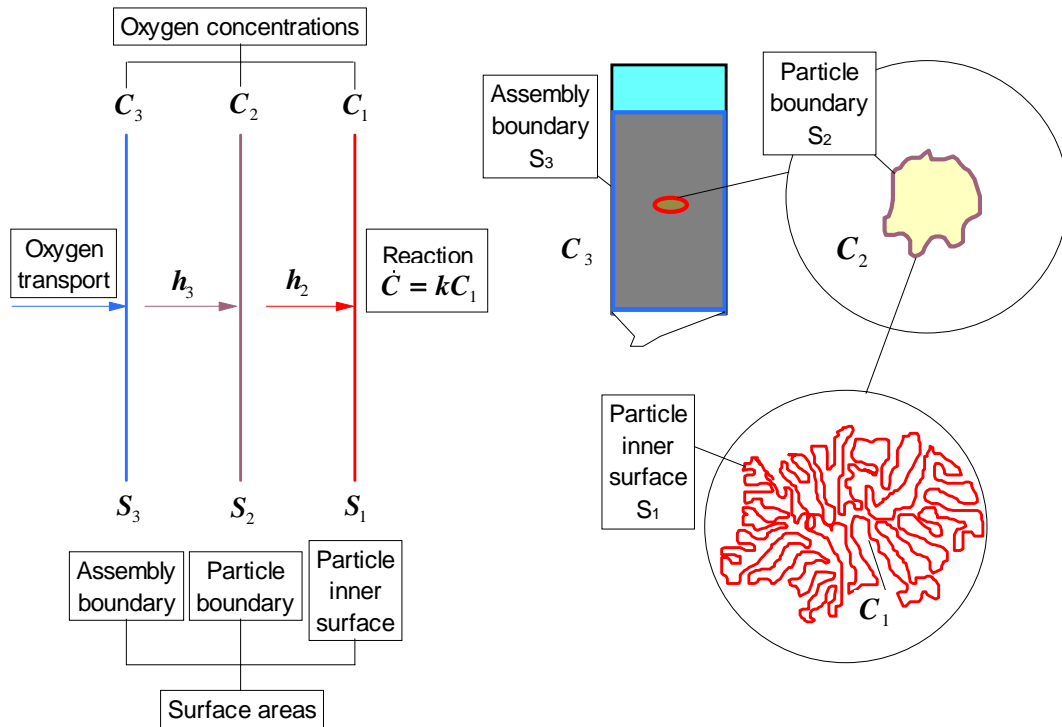 Oxygen concentrations
C₃
C₂
C₁
Oxygen
transport
h₃
h₂
Reaction
Ċ = kC₁
S₃
S₂
S₁
Assembly
boundary
Particle
boundary
Particle
inner
surface
Surface areas
Assembly
boundary
S₃
C₃
Particle
boundary
S₂
C₂
Particle
inner
surface
S₁
C₁